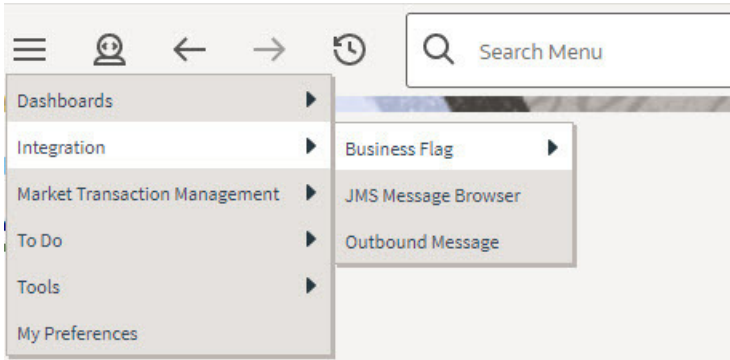 Search Menu
Dashboards
Integration
Market Transaction Management
To Do
Tools
My Preferences
Business Flag
JMS Message Browser
Outbound Message